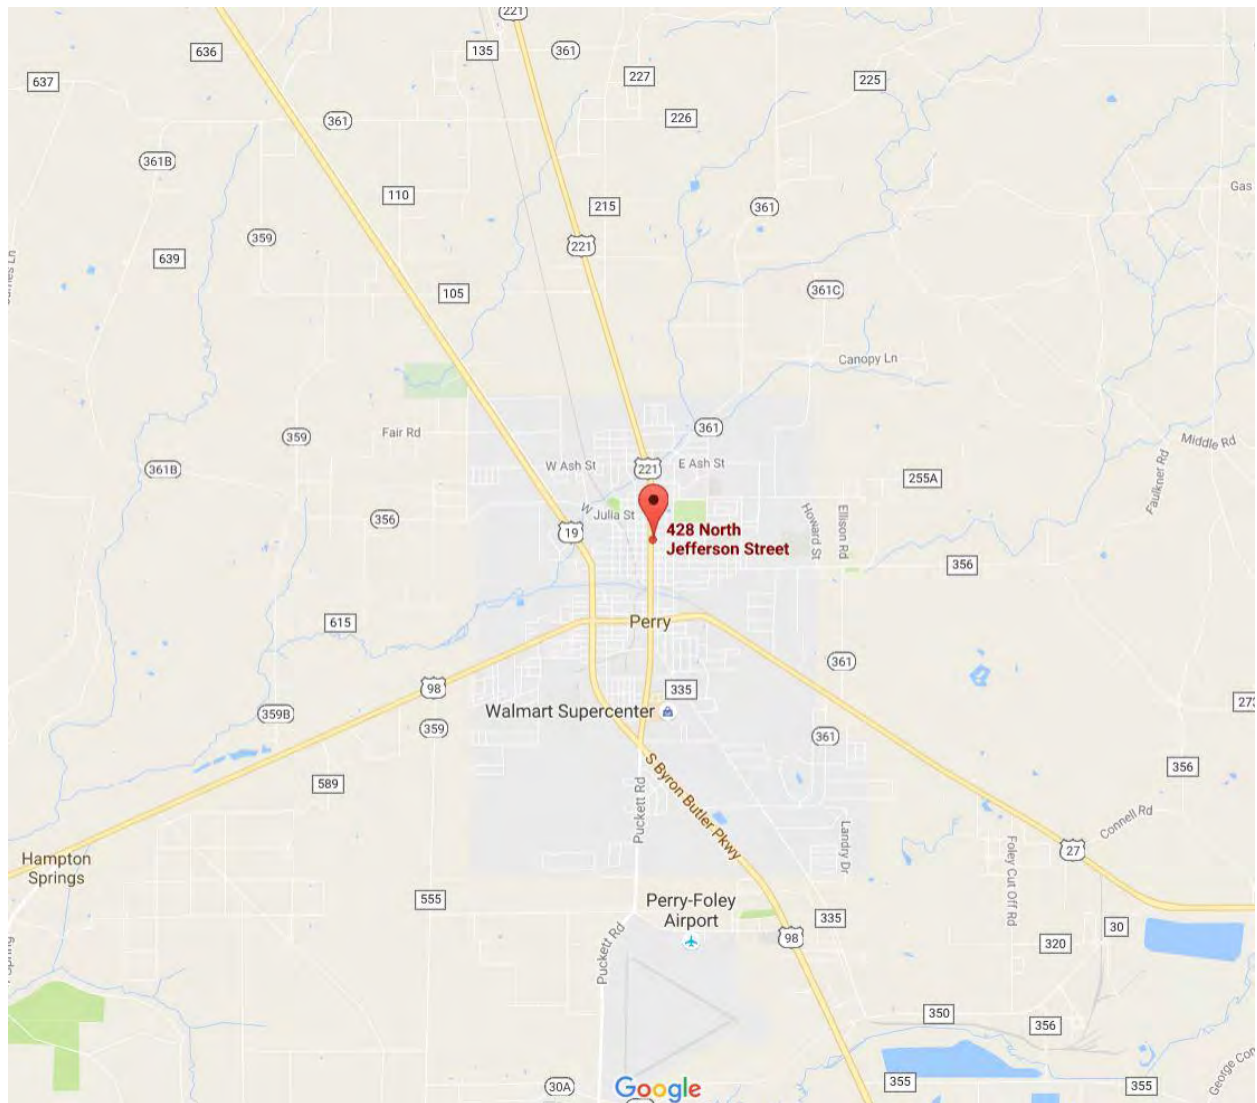 221
636
135
361
637
227
225
226
361
361B
Gas
110
215
361
359
221
639
105
361C
Canopy Ln
361
Fair Rd
359
Middle Rd
361B
W Ash St
221
E Ash St
255A
Faulkner Rd
W Julia St
356
19
428 North
Jefferson Street
Howard St
Ellison Rd
356
615
Perry
361
98
335
359B
359
Walmart Supercenter
361
273
S Byron Butler Pkwy
356
589
Puckett Rd
Connell Rd
Landry Dr
27
Hampton
Springs
Foley Cut Off Rd
555
Perry-Foley
Airport
335
30
98
320
Puckett Rd
350
356
30A
Google
355
355
George Con